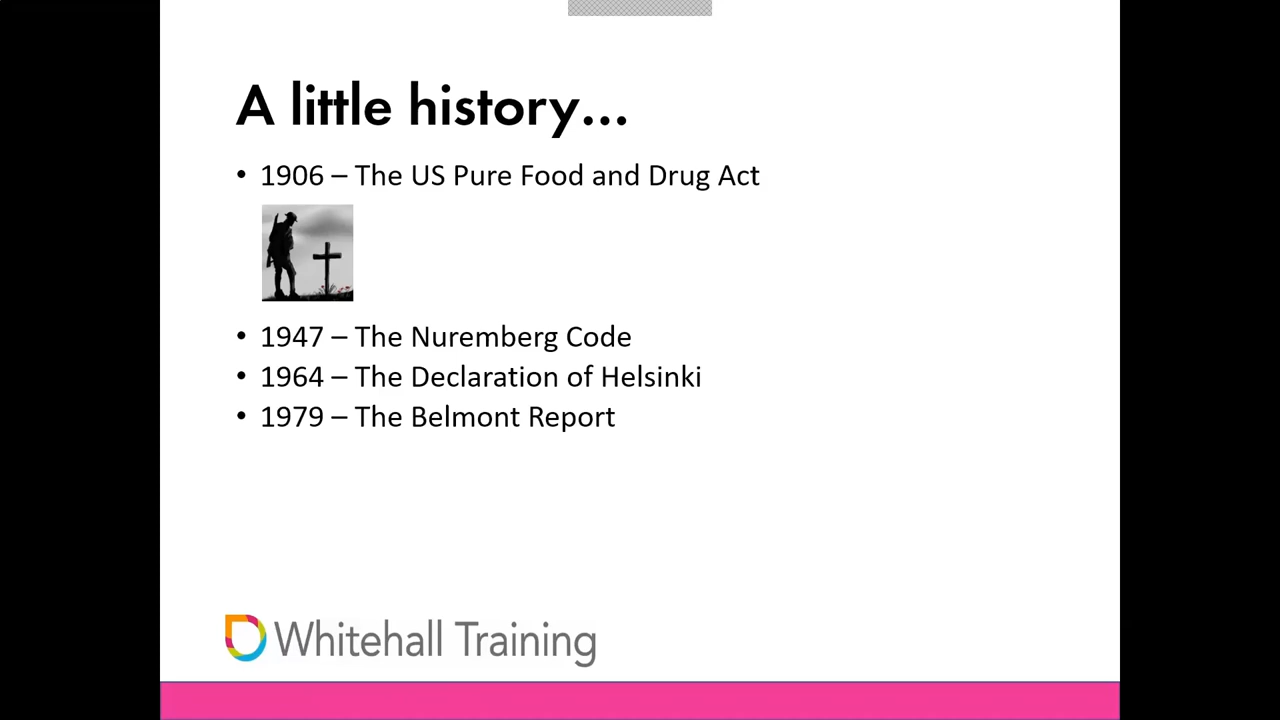 A little history...
• 1906 – The US Pure Food and Drug Act
• 1947 – The Nuremberg Code
• 1964 – The Declaration of Helsinki
• 1979 – The Belmont Report
Whitehall Training